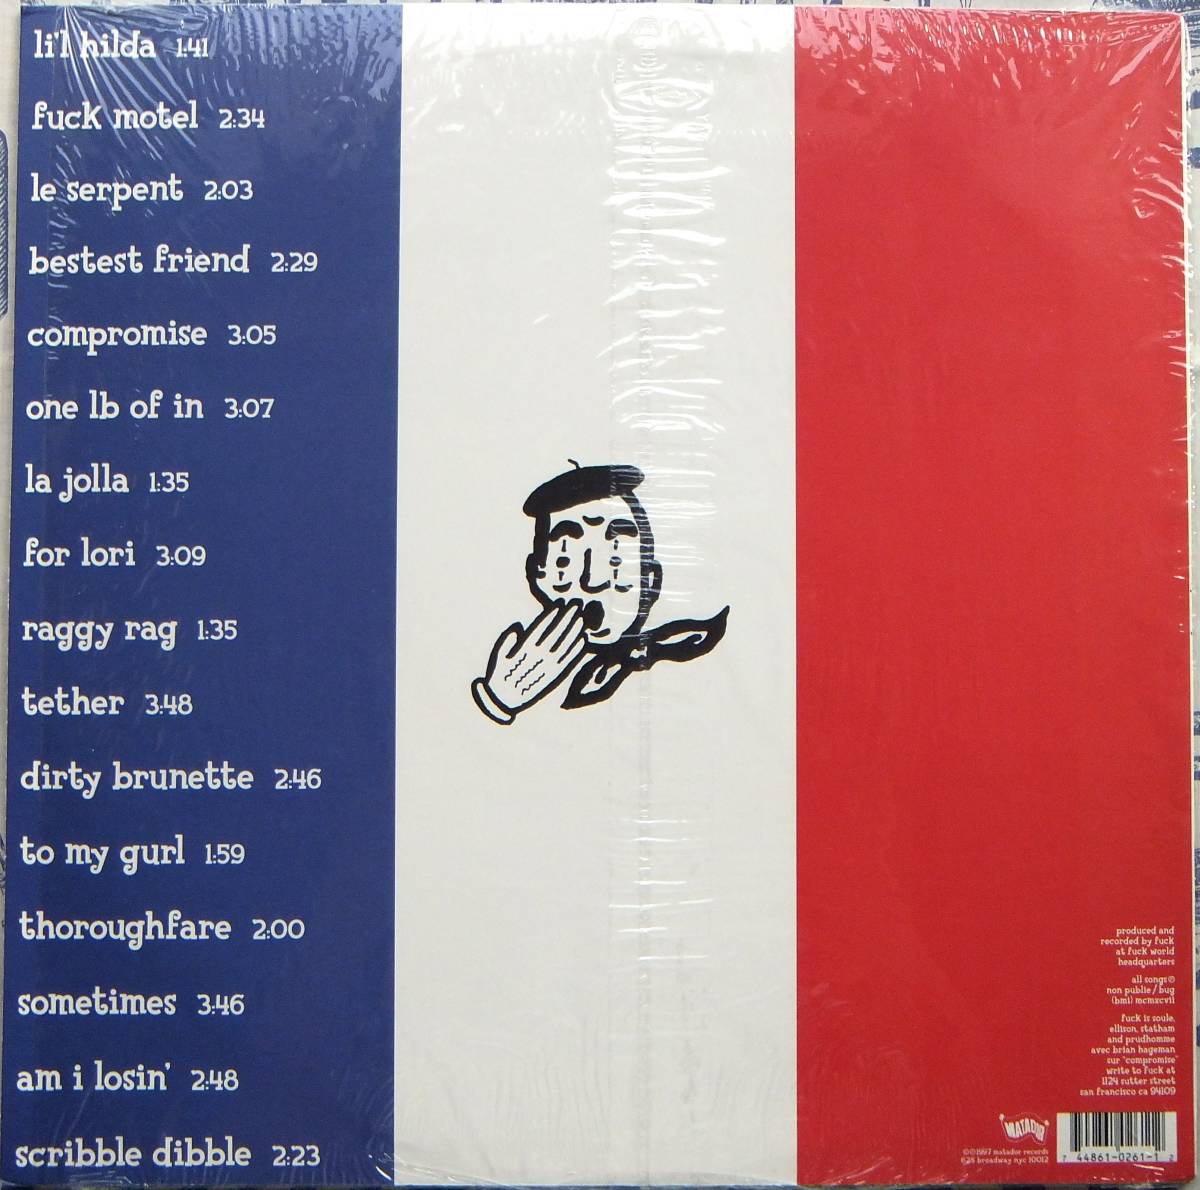 li'l hilda 1:41
fuck motel 2:34
le serpent 2:03
bestest friend 2:29
compromise 3:05
one lb of in 3:07
la jolla 1:35
for lori 3:09
raggy rag 1:35
tether 3:48
dirty brunette 2:46
to my gurl 1:59
thoroughfare 2:00
sometimes 3:46
am i losin' 2:48
scribble dibble 2:23
produced and
recorded by fuck
at fuck world
headquarters
all songs ℗
non publie / bug
(bmi) mcmxcvii
fuck is soule,
ellison, statham
and prudhomme
avec brian hageman
sur "compromise"
write to fuck at
1124 sutter street
san francisco ca 94109
MATADOR
©℗1997 matador records
625 broadway nyc 10012
7 44861-0261-1 2